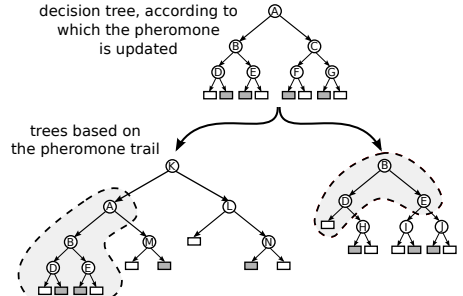 decision tree, according to
which the pheromone
is updated
A
B C
D E F G
trees based on
the pheromone trail
K
A L
B M N
D E
B
D E
H I J